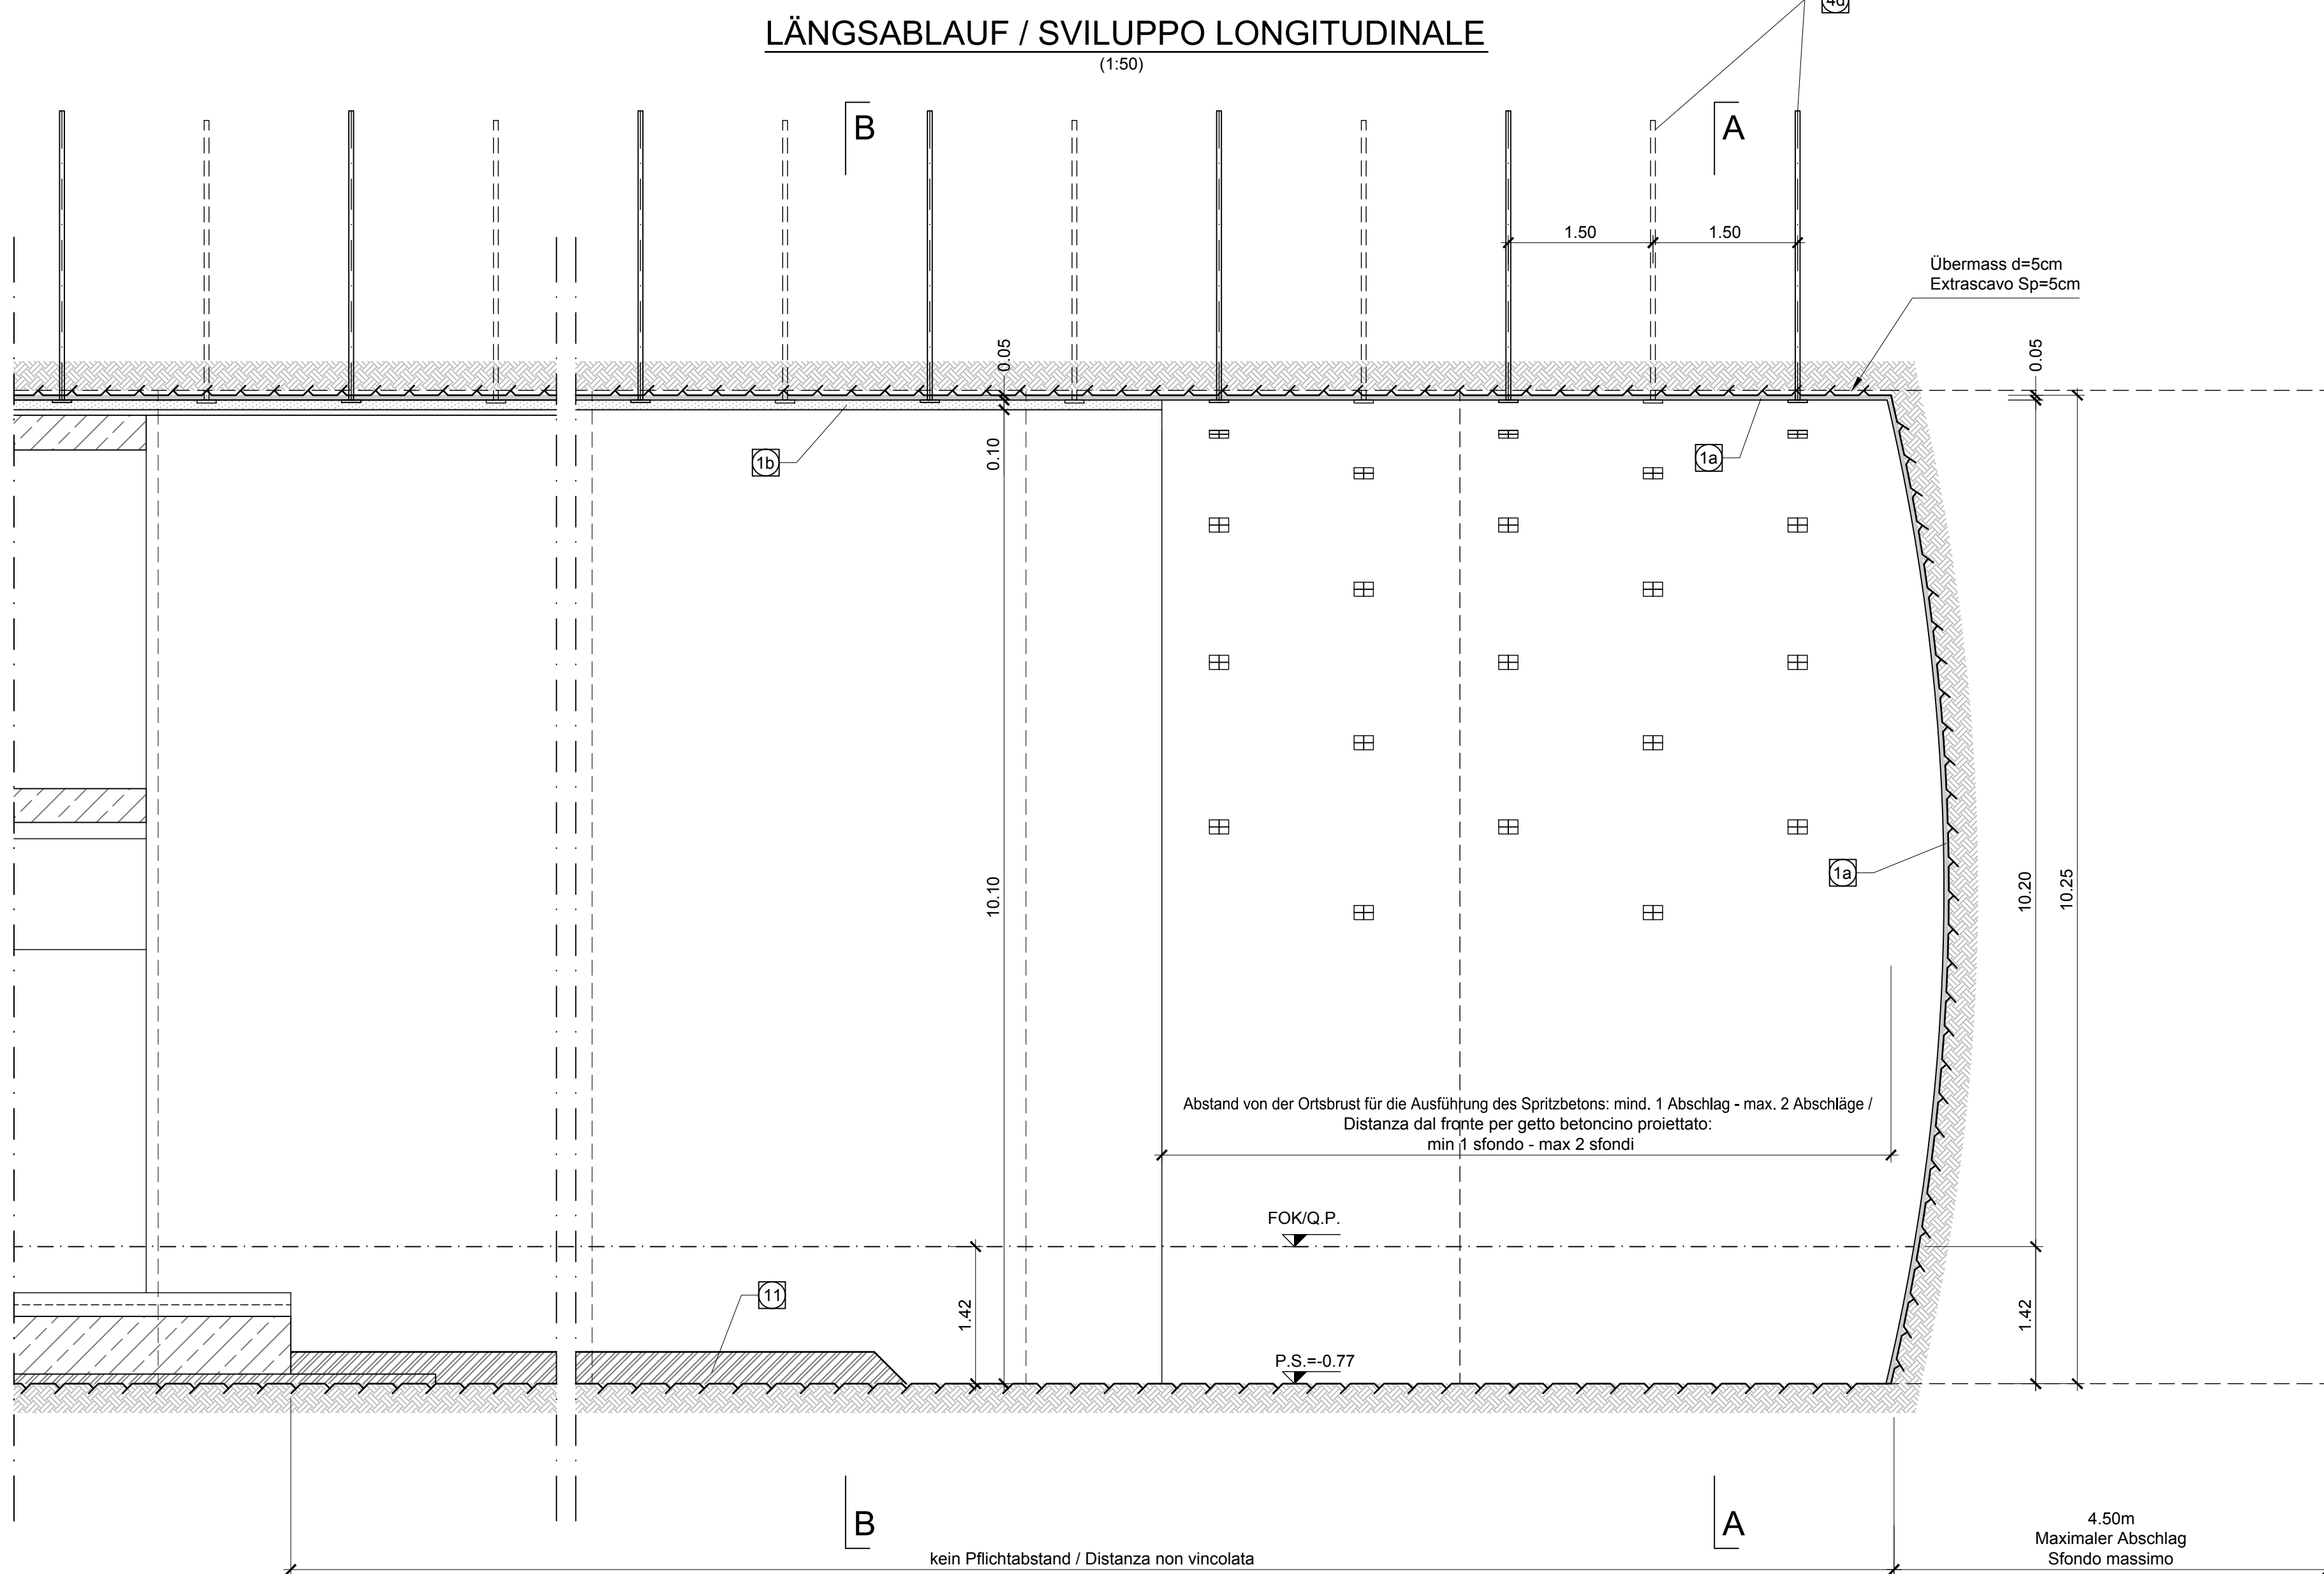 4d
LÄNGSABLAUF / SVILUPPO LONGITUDINALE
(1:50)
B
A
1.50
1.50
Übermass d=5cm
Extrascavo Sp=5cm
0.05
0.05
0.10
1b
1a
1a
10.10
10.20
10.25
Abstand von der Ortsbrust für die Ausführung des Spritzbetons: mind. 1 Abschlag - max. 2 Abschläge /
Distanza dal fronte per getto betoncino proiettato:
min 1 sfondo - max 2 sfondi
FOK/Q.P.
11
1.42
1.42
P.S.=-0.77
B
A
4.50m
Maximaler Abschlag
Sfondo massimo
kein Pflichtabstand / Distanza non vincolata